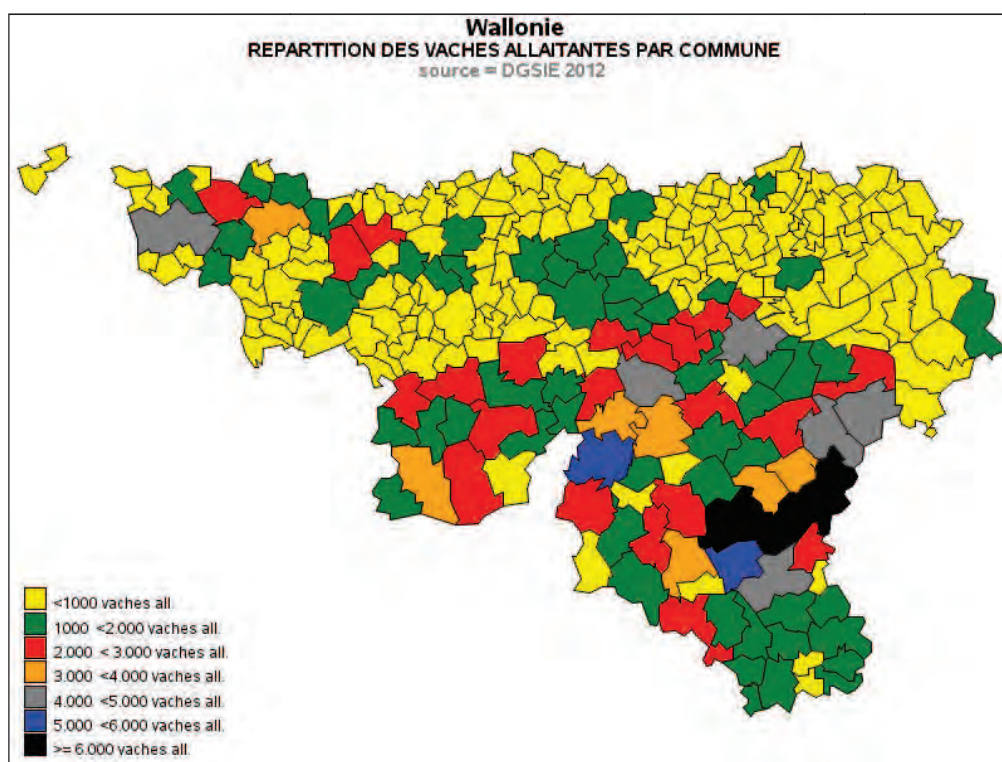 Wallonie
REPARTITION DES VACHES ALLAITANTES PAR COMMUNE
source = DGSIE 2012
<1000 vaches all.
1000 <2.000 vaches all.
2.000 <3.000 vaches all.
3.000 <4.000 vaches all.
4.000 <5.000 vaches all.
5.000 <6.000 vaches all.
>= 6.000 vaches all.